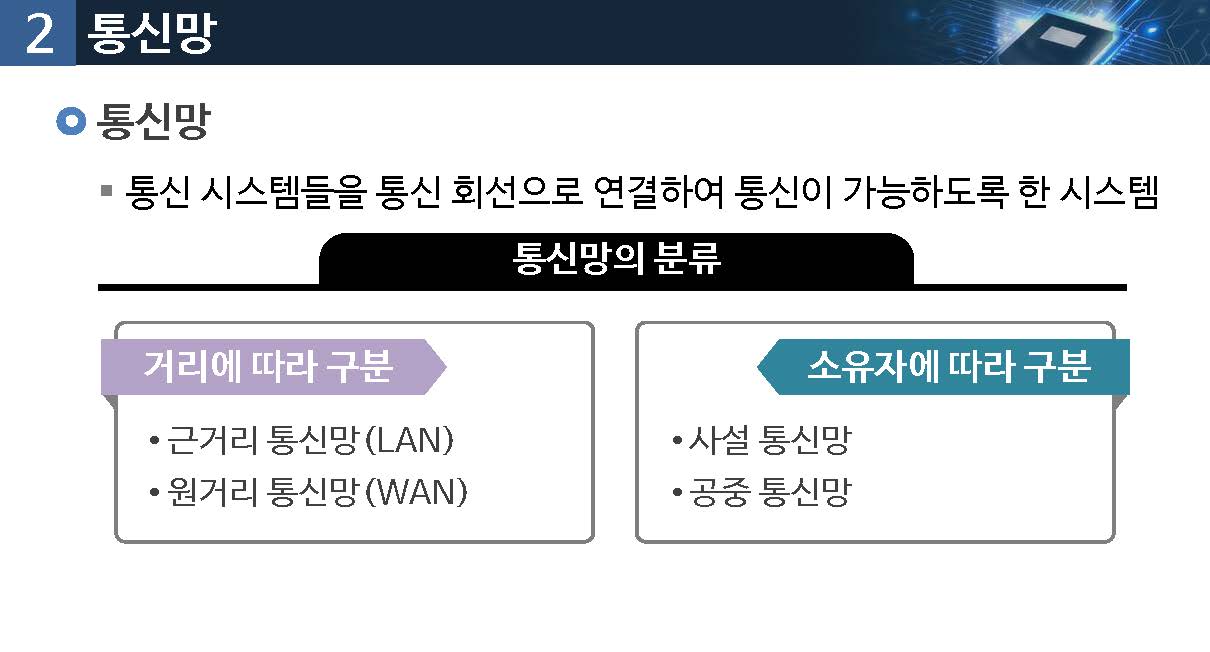 2 통신망
통신망
통신 시스템들을 통신 회선으로 연결하여 통신이 가능하도록 한 시스템
통신망의 분류
거리에 따라 구분
• 근거리 통신망(LAN)
• 원거리 통신망(WAN)
소유자에 따라 구분
• 사설 통신망
• 공중 통신망